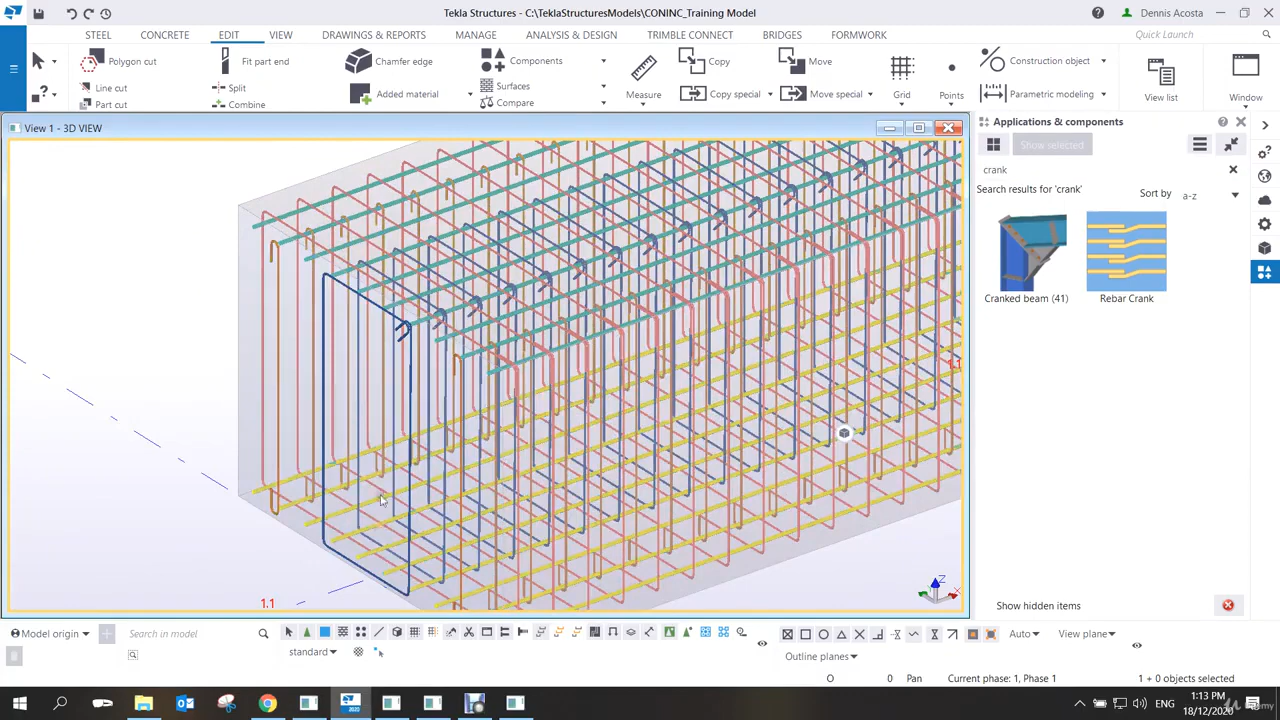 Tekla Structures - C:\TeklaStructuresModels\CONINC_Training Model
Dennis Acosta
STEEL CONCRETE EDIT VIEW DRAWINGS & REPORTS MANAGE ANALYSIS & DESIGN TRIMBLE CONNECT BRIDGES FORMWORK
Quick Launch
Polygon cut
Line cut
Part cut
Fit part end
Split
Combine
Chamfer edge
Added material
Components
Surfaces
Compare
Measure
Copy
Copy special
Move
Move special
Grid
Points
Construction object
Parametric modeling
View list
Window
View 1 - 3D VIEW
1.1
1.1
Z
X
Applications & components
Show selected
crank
Search results for 'crank'
Sort by a-z
Cranked beam (41)
Rebar Crank
Show hidden items
Model origin
Search in model
standard
Auto
View plane
Outline planes
O 0 Pan Current phase: 1, Phase 1 1 + 0 objects selected
2020
ENG
1:13 PM
18/12/2020